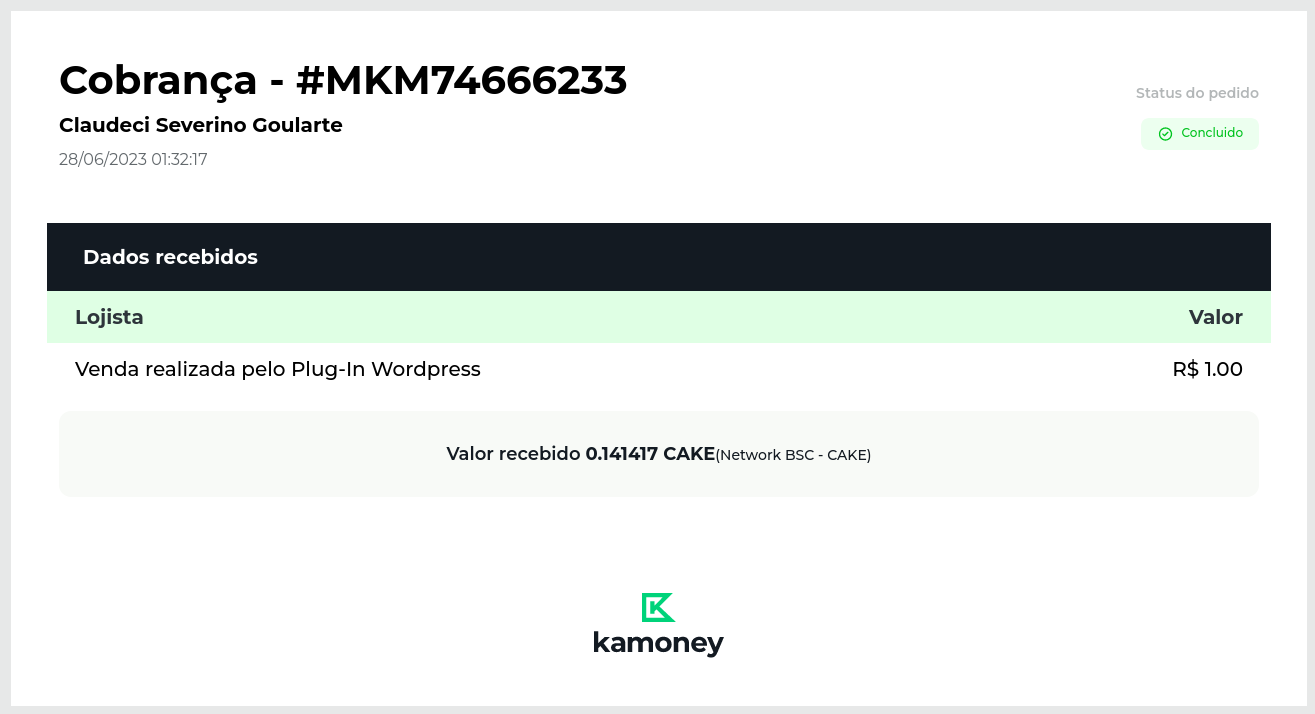 Cobrança - #MKM74666233
Claudeci Severino Goularte
28/06/2023 01:32:17
Status do pedido
Concluido
Dados recebidos
Lojista Valor
Venda realizada pelo Plug-In Wordpress R$ 1.00
Valor recebido 0.141417 CAKE(Network BSC - CAKE)
kamoney